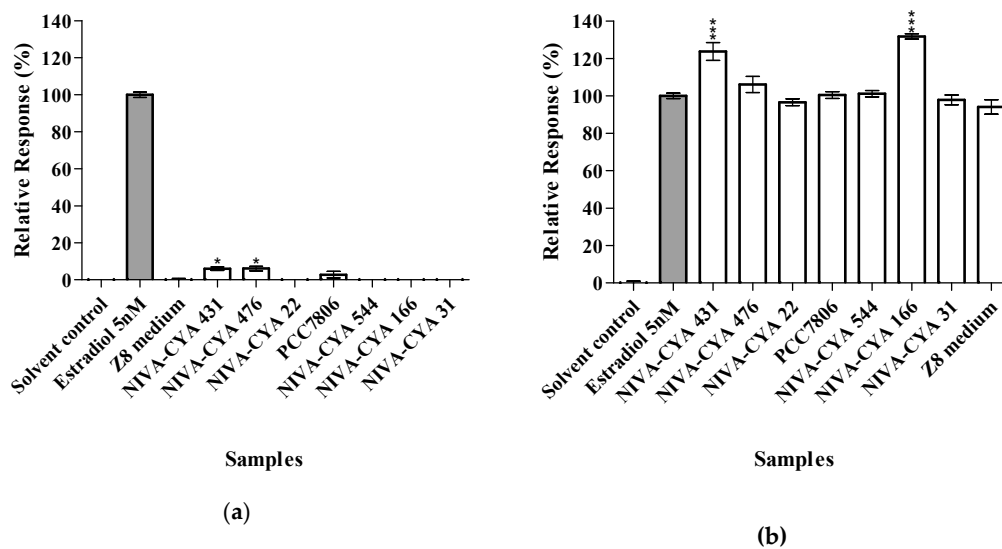 Relative Response (%)
140
120
100
80
60
40
20
0
*
*
Solvent control
Estradiol 5nM
Z8 medium
NIVA-CYA 431
NIVA-CYA 476
NIVA-CYA 22
PCC7806
NIVA-CYA 544
NIVA-CYA 166
NIVA-CYA 31
Samples
(a)
Relative Response (%)
140
120
100
80
60
40
20
0
***
***
Solvent control
Estradiol 5nM
NIVA-CYA 431
NIVA-CYA 476
NIVA-CYA 22
PCC7806
NIVA-CYA 544
NIVA-CYA 166
NIVA-CYA 31
Z8 medium
Samples
(b)